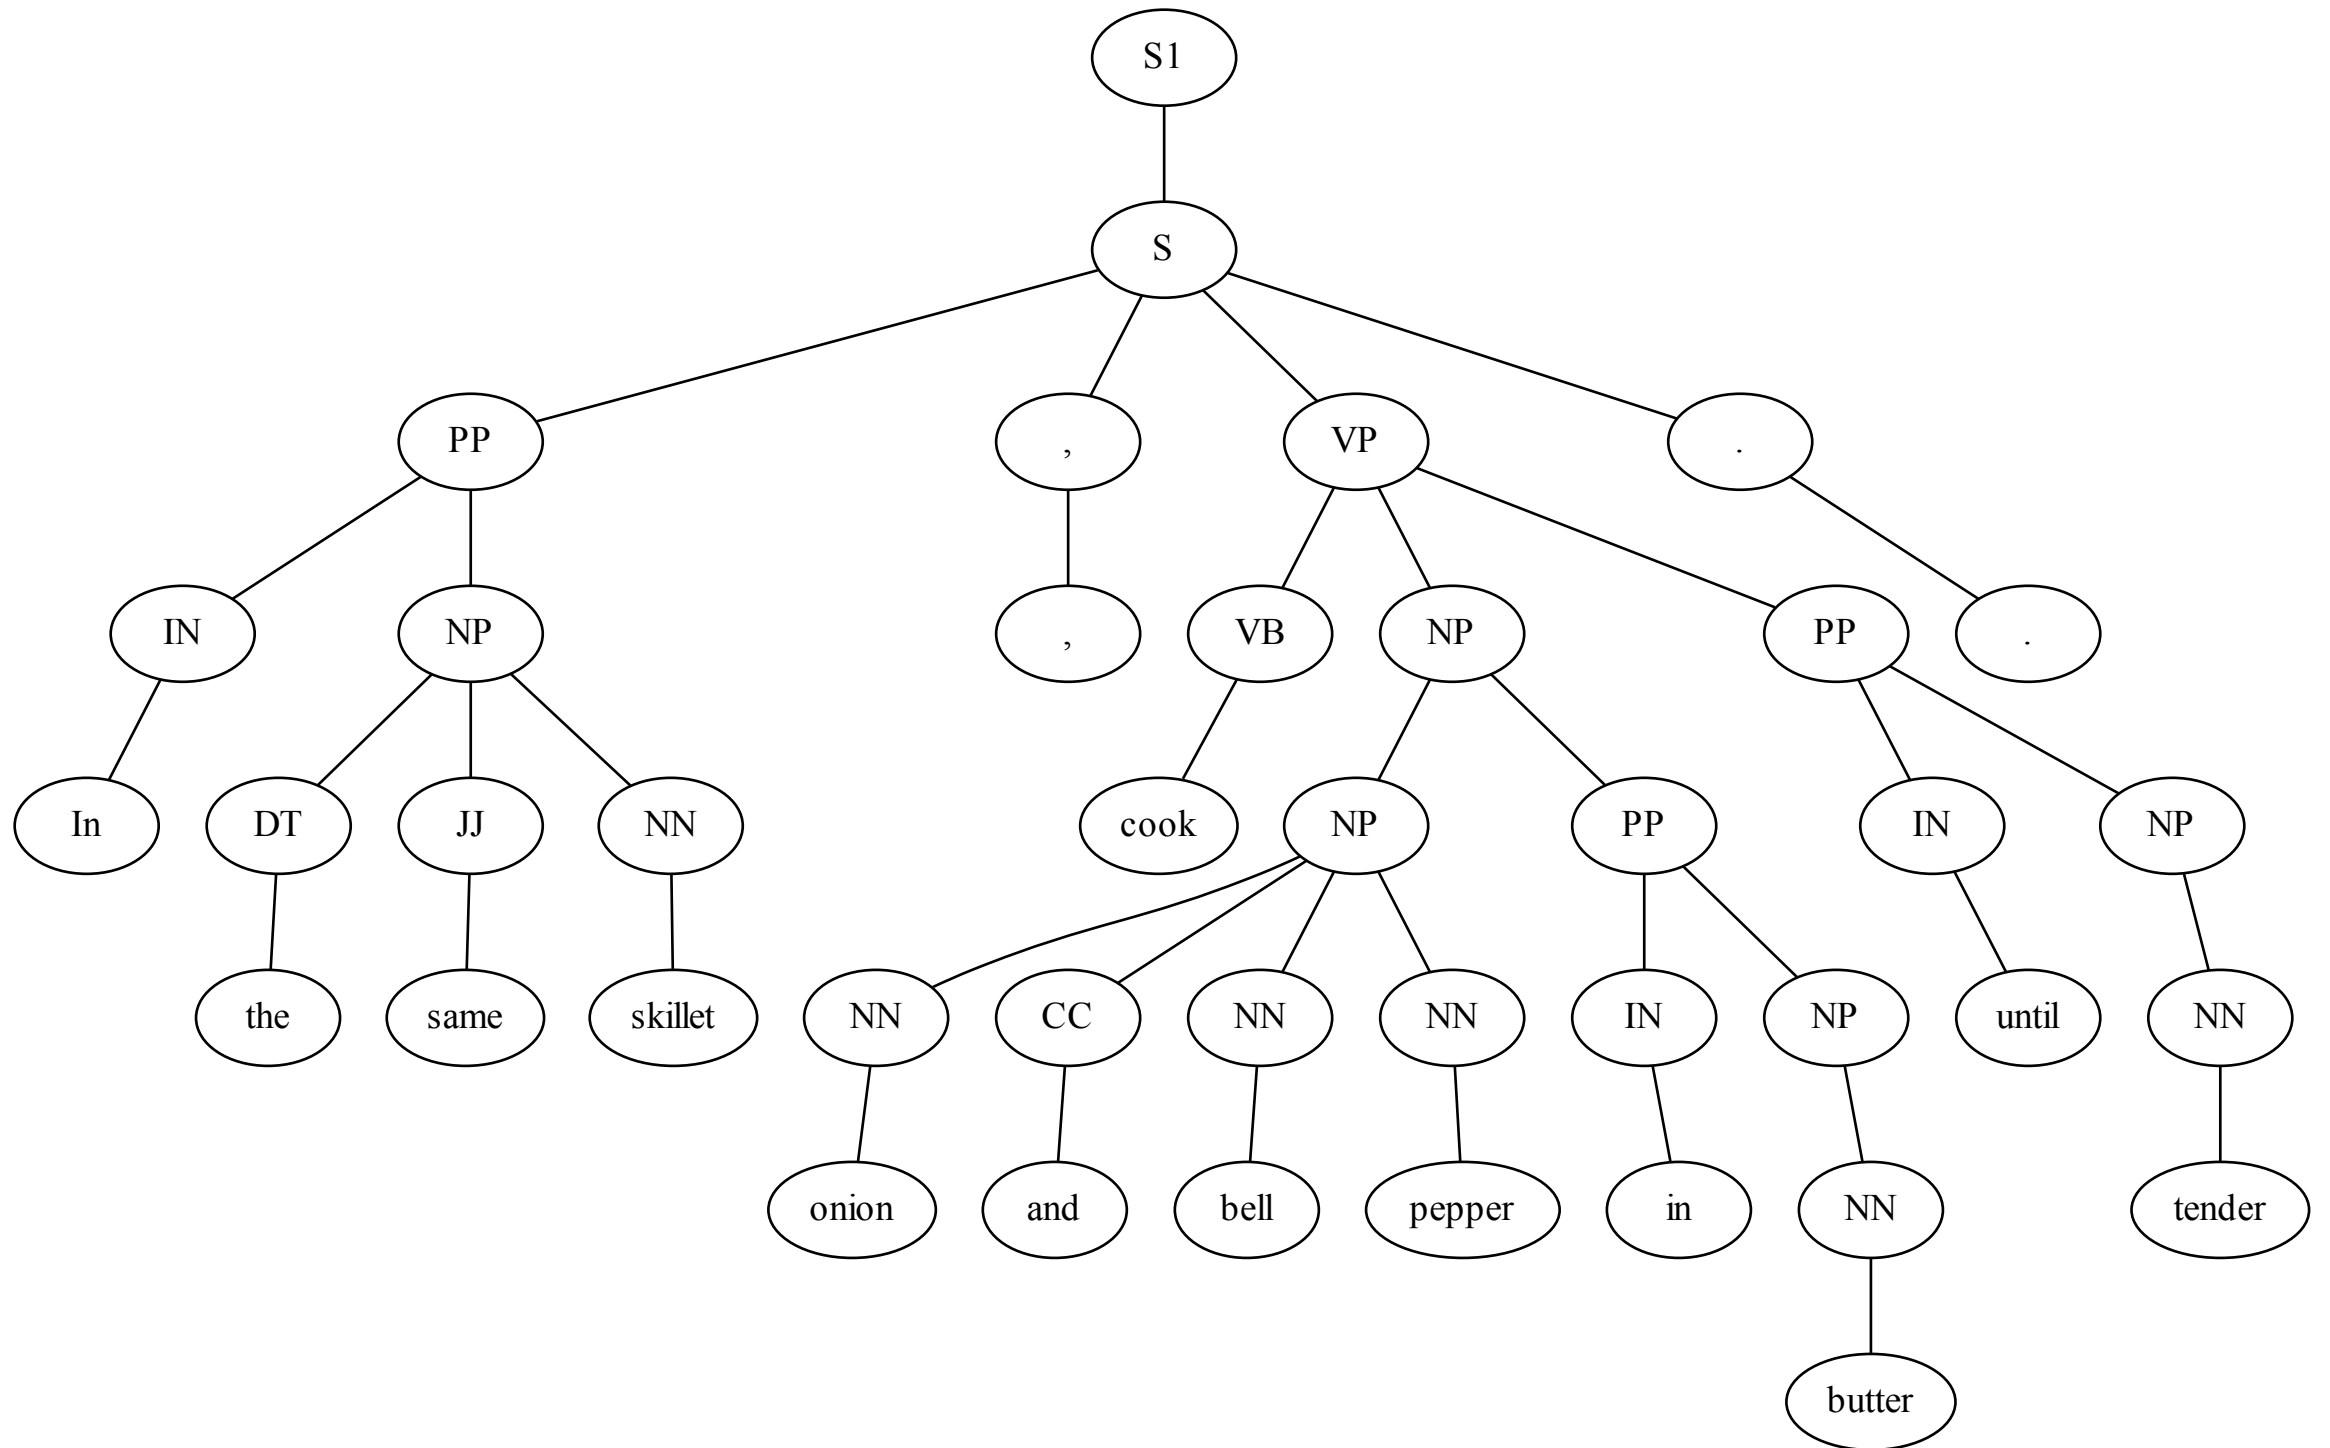 S1
S
PP , VP .
IN NP , VB NP PP .
In DT JJ NN cook NP PP IN NP
the same skillet NN CC NN NN IN NP until NN
onion and bell pepper in NN tender
butter